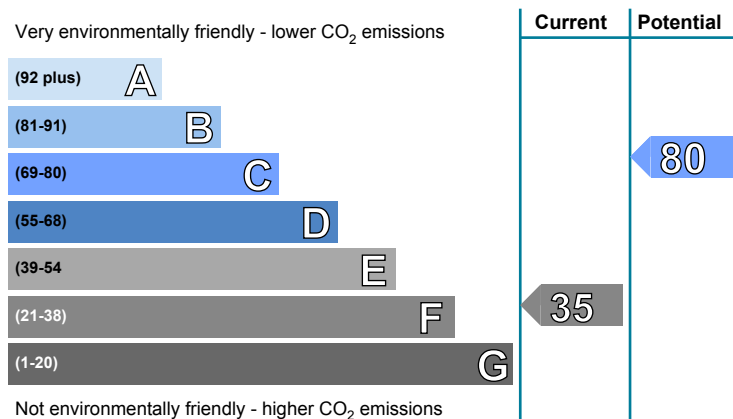 Current Potential
Very environmentally friendly - lower CO2 emissions
(92 plus) A
(81-91) B
(69-80) C
80
(55-68) D
(39-54 E
(21-38) F
35
(1-20) G
Not environmentally friendly - higher CO2 emissions